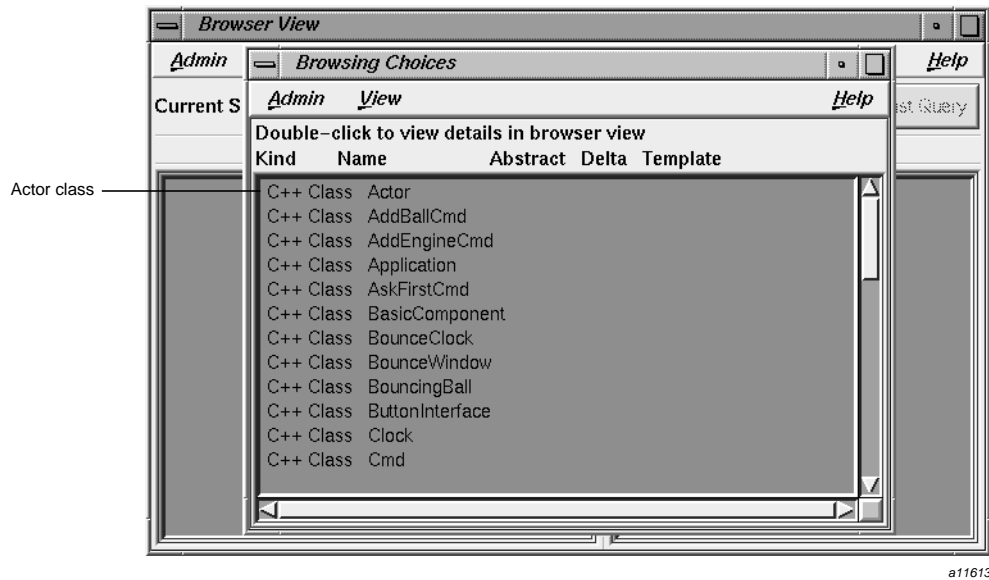 Browser View
Admin
Help
Current S
st Query
Browsing Choices
Admin View Help
Double-click to view details in browser view
Kind Name Abstract Delta Template
Actor class
C++ Class Actor
C++ Class AddBallCmd
C++ Class AddEngineCmd
C++ Class Application
C++ Class AskFirstCmd
C++ Class BasicComponent
C++ Class BounceClock
C++ Class BounceWindow
C++ Class BouncingBall
C++ Class ButtonInterface
C++ Class Clock
C++ Class Cmd
a11613